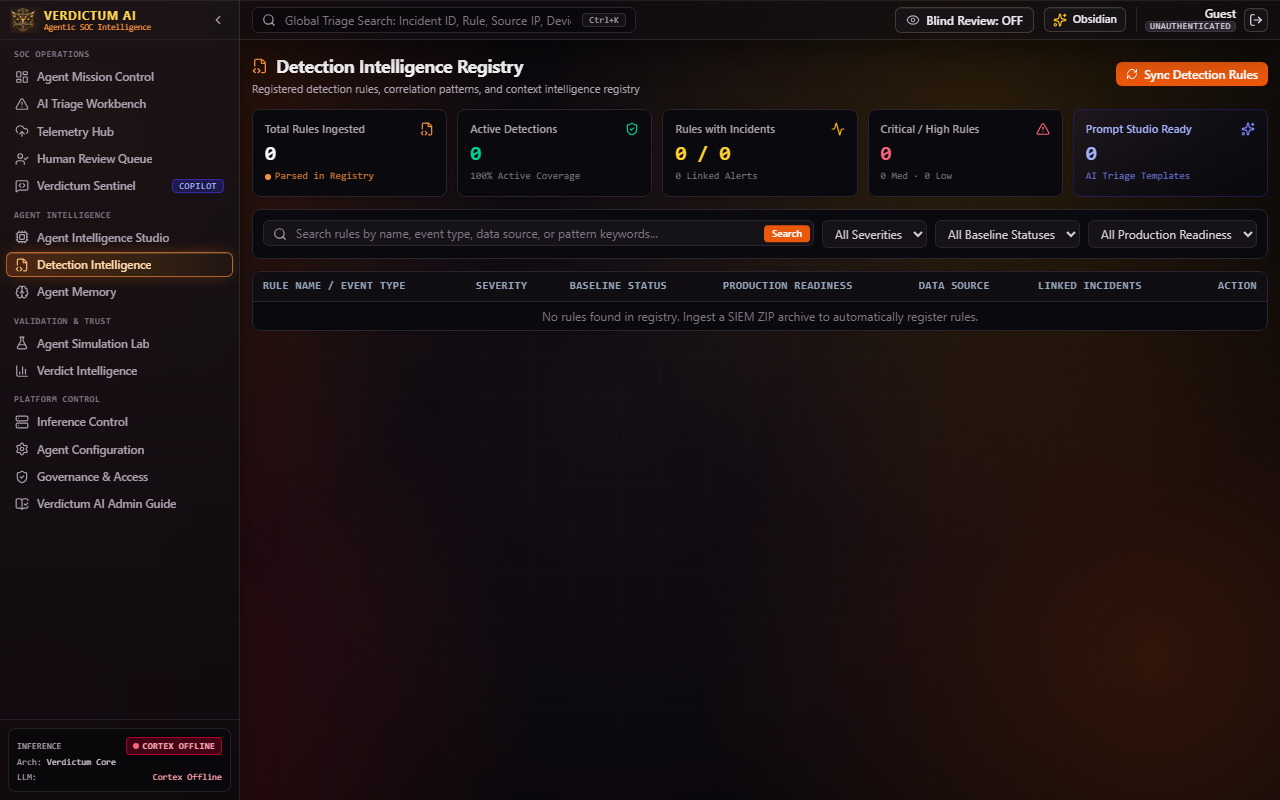 VERDICTUM AI
Agentic SOC Intelligence
Global Triage Search: Incident ID, Rule, Source IP, Devi
Ctrl+K
Blind Review: OFF
Obsidian
Guest
UNAUTHENTICATED
SOC OPERATIONS
Agent Mission Control
AI Triage Workbench
Telemetry Hub
Human Review Queue
Verdictum Sentinel
COPILOT
AGENT INTELLIGENCE
Agent Intelligence Studio
Detection Intelligence
Agent Memory
VALIDATION & TRUST
Agent Simulation Lab
Verdict Intelligence
PLATFORM CONTROL
Inference Control
Agent Configuration
Governance & Access
Verdictum AI Admin Guide
INFERENCE
CORTEX OFFLINE
Arch: Verdictum Core
LLM: Cortex Offline
Detection Intelligence Registry
Registered detection rules, correlation patterns, and context intelligence registry
Sync Detection Rules
Total Rules Ingested
0
Parsed in Registry
Active Detections
0
100% Active Coverage
Rules with Incidents
0 / 0
0 Linked Alerts
Critical / High Rules
0
0 Med · 0 Low
Prompt Studio Ready
0
AI Triage Templates
Search rules by name, event type, data source, or pattern keywords...
Search
All Severities
All Baseline Statuses
All Production Readiness
RULE NAME / EVENT TYPE SEVERITY BASELINE STATUS PRODUCTION READINESS DATA SOURCE LINKED INCIDENTS ACTION
No rules found in registry. Ingest a SIEM ZIP archive to automatically register rules.